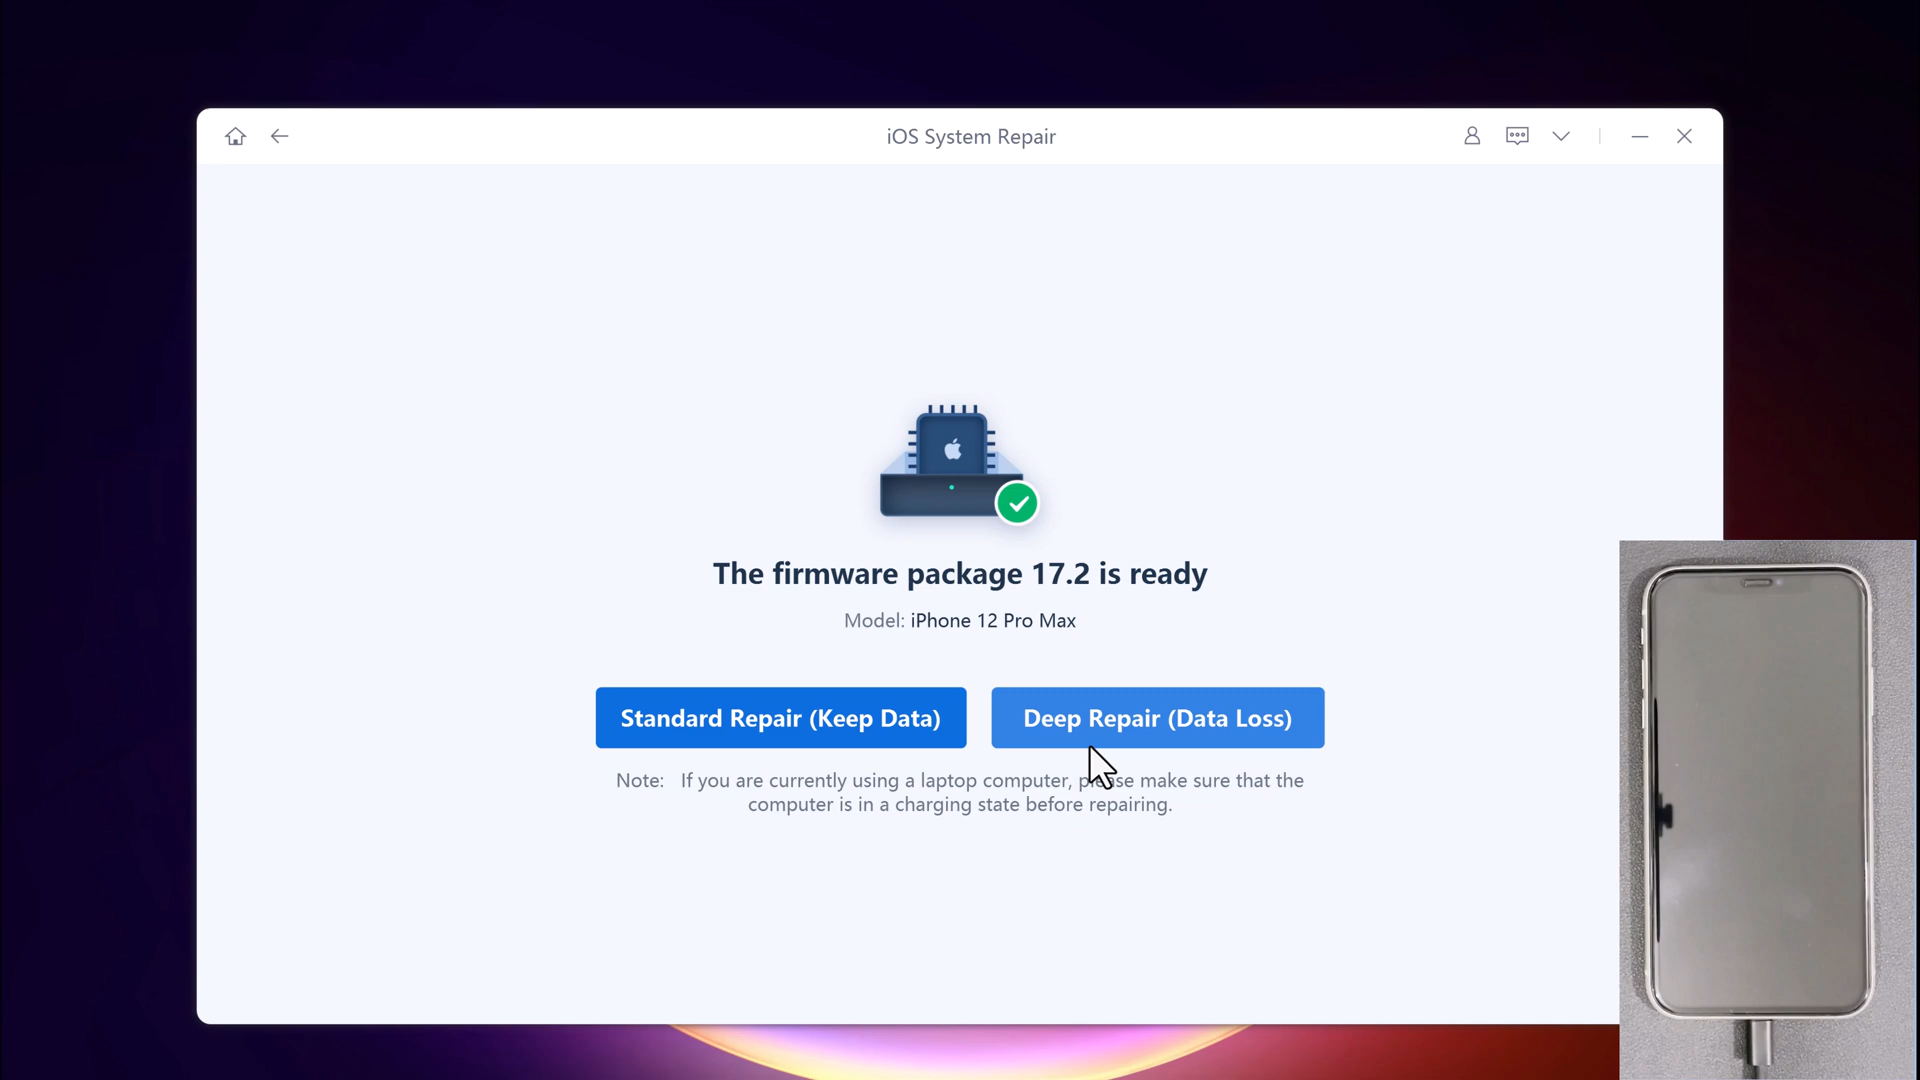 iOS System Repair
The firmware package 17.2 is ready
Model: iPhone 12 Pro Max
Standard Repair (Keep Data)
Deep Repair (Data Loss)
Note: If you are currently using a laptop computer, please make sure that the
computer is in a charging state before repairing.